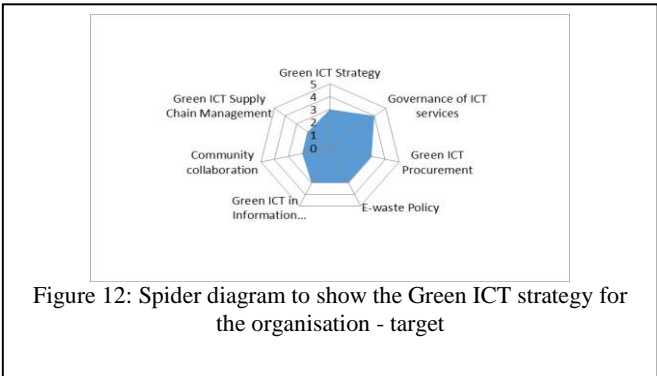 Green ICT Strategy
5
4
3
2
1
0
Governance of ICT
services
Green ICT
Procurement
E-waste Policy
Green ICT in
Information...
Community
collaboration
Green ICT Supply
Chain Management
Figure 12: Spider diagram to show the Green ICT strategy for
the organisation - target